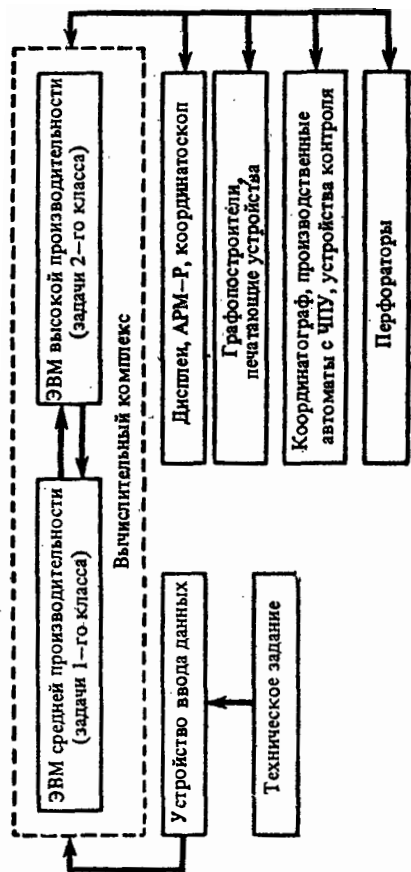 ЭВМ средней производительности
(задачи 1-го класса)
ЭВМ высокой производительности
(задачи 2-го класса)
Вычислительный комплекс
Устройство ввода данных
Техническое задание
Дисплеи, АРМ-Р, координатоскоп
Графопостроители,
печатающие устройства
Координатограф, производственные
автоматы с ЧПУ, устройства контроля
Перфораторы